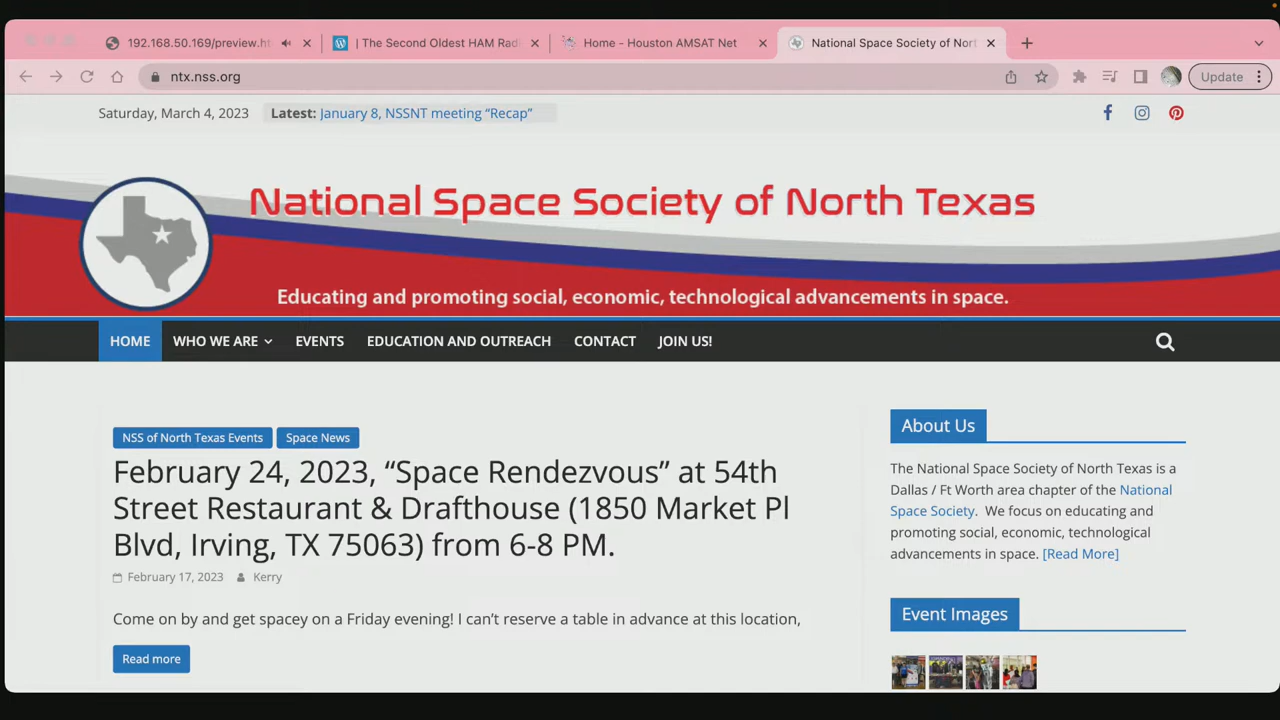 192.168.50.169/preview.ht
| The Second Oldest HAM Radi
Home - Houston AMSAT Net
National Space Society of Nort
ntx.nss.org
Update
Saturday, March 4, 2023
Latest: January 8, NSSNT meeting “Recap”
National Space Society of North Texas
Educating and promoting social, economic, technological advancements in space.
HOME
WHO WE ARE
EVENTS
EDUCATION AND OUTREACH
CONTACT
JOIN US!
NSS of North Texas Events
Space News
February 24, 2023, “Space Rendezvous” at 54th
Street Restaurant & Drafthouse (1850 Market Pl
Blvd, Irving, TX 75063) from 6-8 PM.
February 17, 2023
Kerry
Come on by and get spacey on a Friday evening! I can’t reserve a table in advance at this location,
Read more
About Us
The National Space Society of North Texas is a
Dallas / Ft Worth area chapter of the National
Space Society. We focus on educating and
promoting social, economic, technological
advancements in space. [Read More]
Event Images